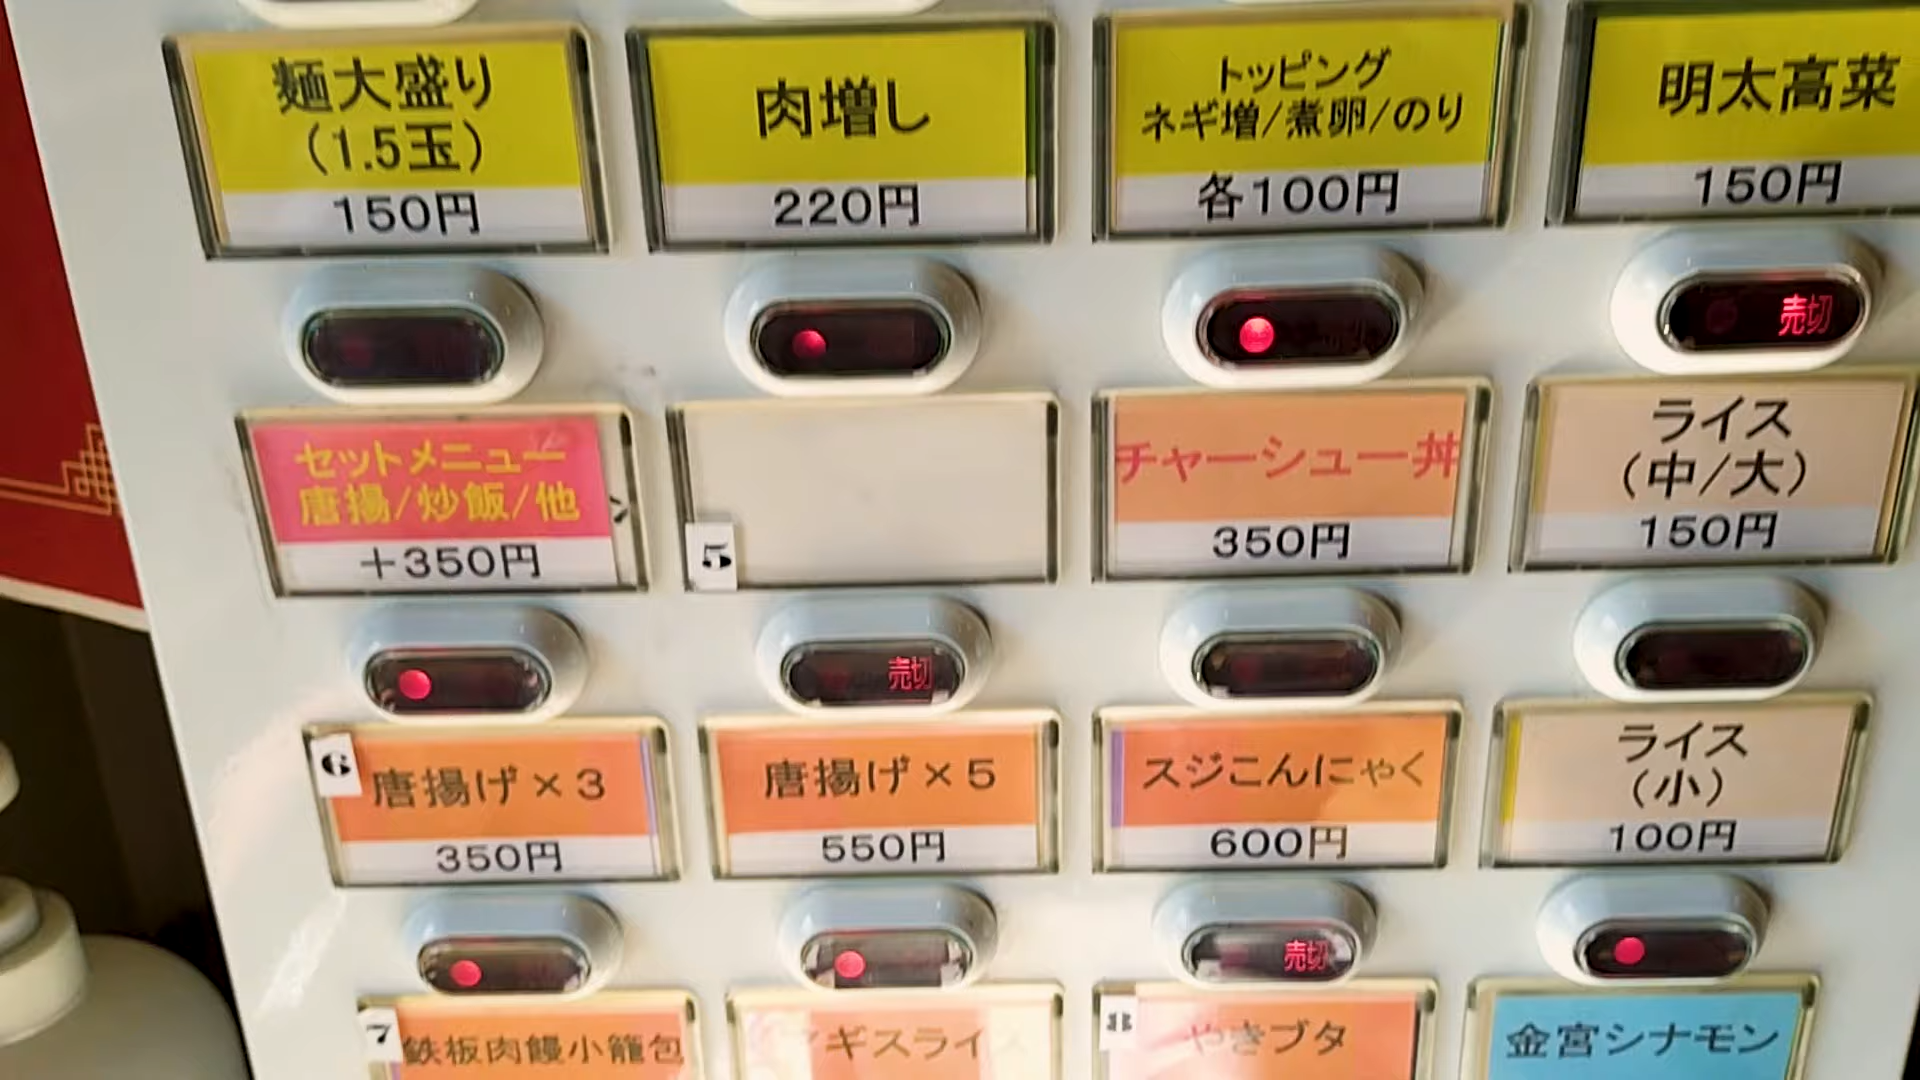 麺大盛り
(1.5玉)
150円
肉増し
220円
トッピング
ネギ増/煮卵/のり
各100円
明太高菜
150円
売切
セットメニュー
唐揚/炒飯/他
+350円
5
チャーシュー丼
350円
ライス
(中/大)
150円
売切
6
唐揚げ×3
350円
唐揚げ×5
550円
スジこんにゃく
600円
ライス
(小)
100円
売切
7
鉄板肉饅小籠包
8
やきブタ
金宮シナモン